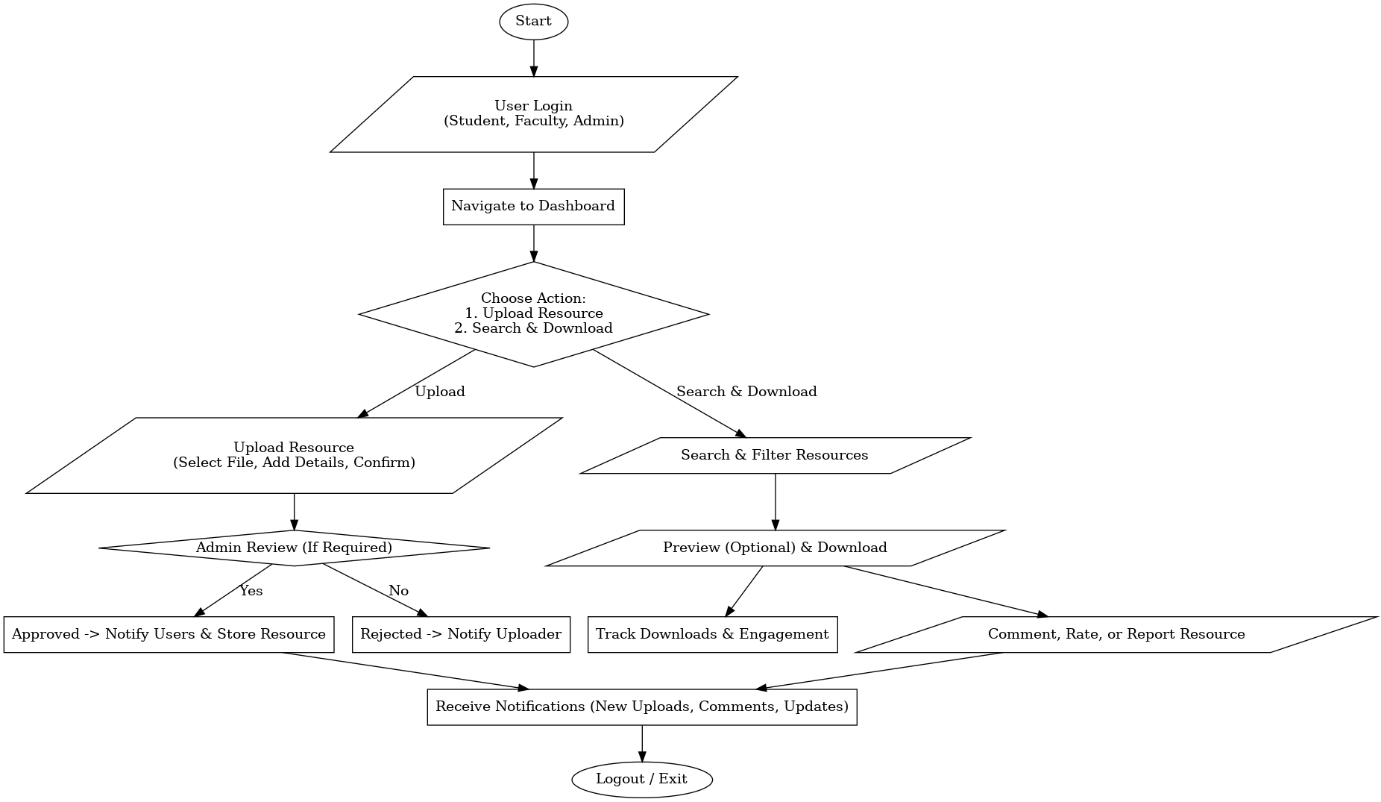 Start
User Login
(Student, Faculty, Admin)
Navigate to Dashboard
Choose Action:
1. Upload Resource
2. Search & Download
Upload
Search & Download
Upload Resource
(Select File, Add Details, Confirm)
Search & Filter Resources
Admin Review (If Required)
Preview (Optional) & Download
Yes
No
Approved -> Notify Users & Store Resource
Rejected -> Notify Uploader
Track Downloads & Engagement
Comment, Rate, or Report Resource
Receive Notifications (New Uploads, Comments, Updates)
Logout / Exit